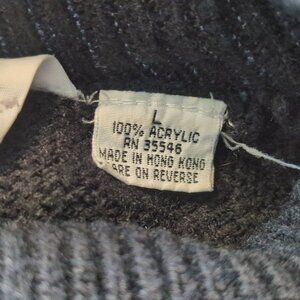 L
100% ACRYLIC
RN 35546
MADE IN HONG KONG
ARE ON REVERSE